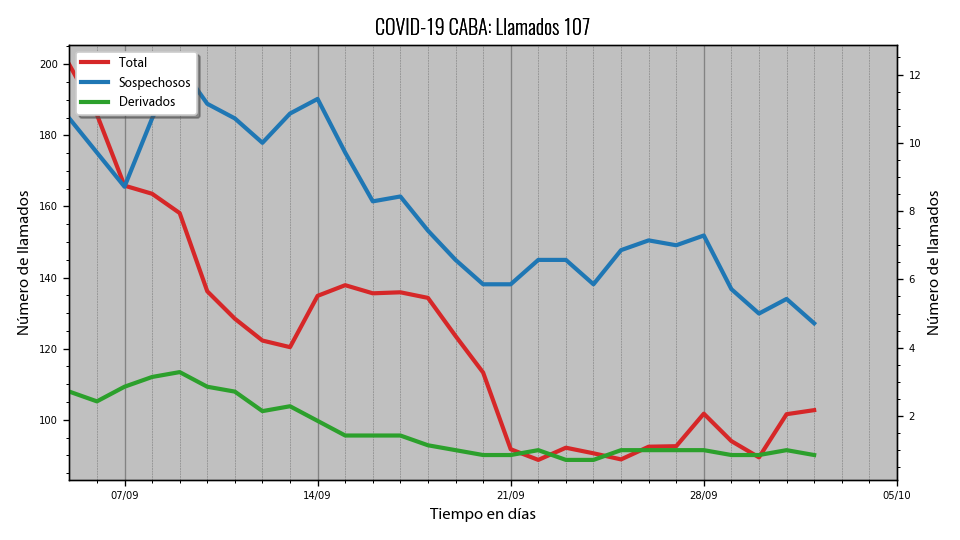 COVID-19 CABA: Llamados 107
Total
Sospechosos
Derivados
200
180
160
140
120
100
12
10
8
6
4
2
Número de llamados
Número de llamados
07/09
14/09
21/09
28/09
05/10
Tiempo en días